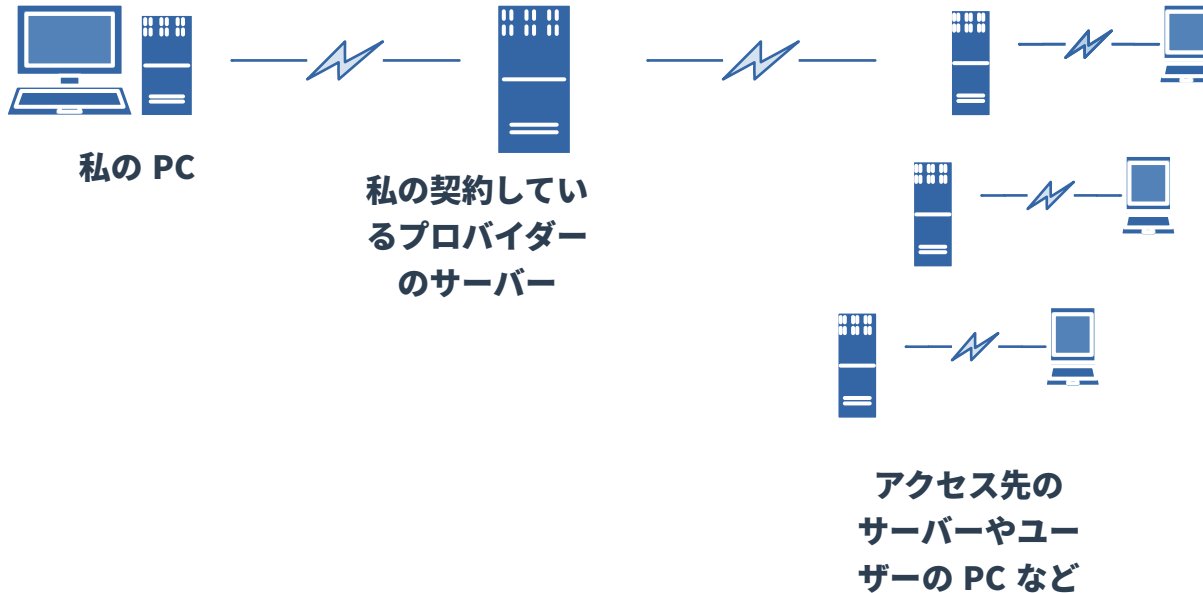 私の PC
私の契約してい
るプロバイダー
のサーバー
アクセス先の
サーバーやユー
ザーの PC など